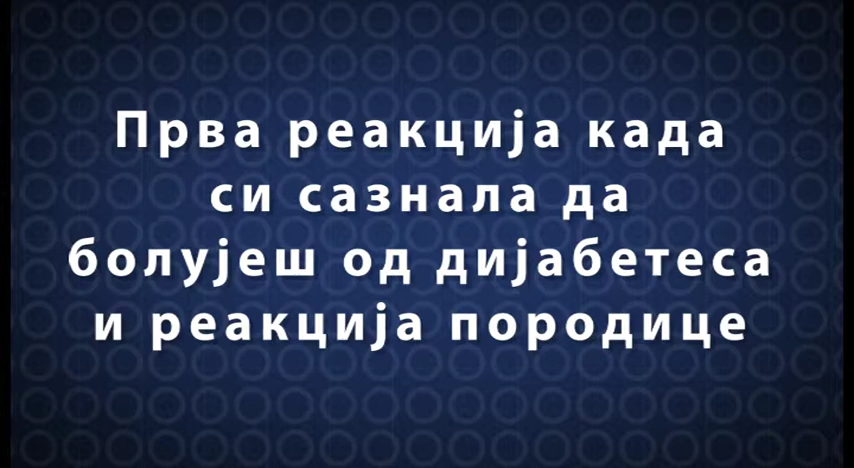 Прва реакција када
си сазнала да
болујеш од дијабетеса
и реакција породице